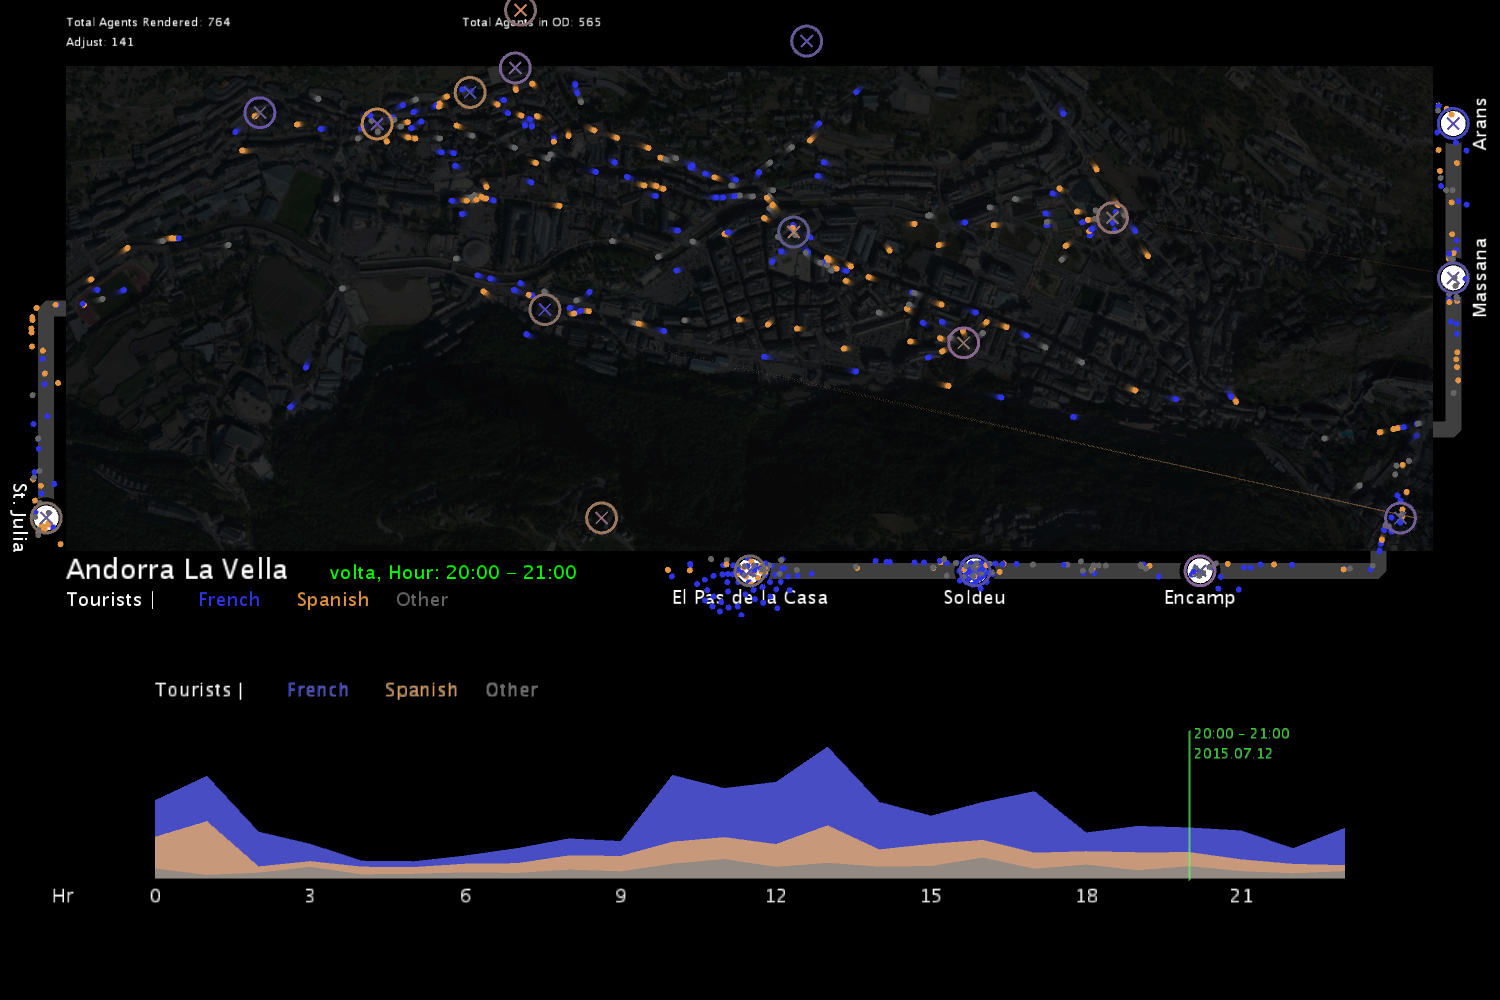 Total Agents Rendered: 764
Total Agents in OD: 565
Adjust: 141
Arans
Massana
St. Julia
Andorra La Vella
volta, Hour: 20:00 – 21:00
Tourists | French Spanish Other
El Pas de la Casa
Soldeu
Encamp
Tourists | French Spanish Other
20:00 – 21:00
2015.07.12
Hr 0 3 6 9 12 15 18 21